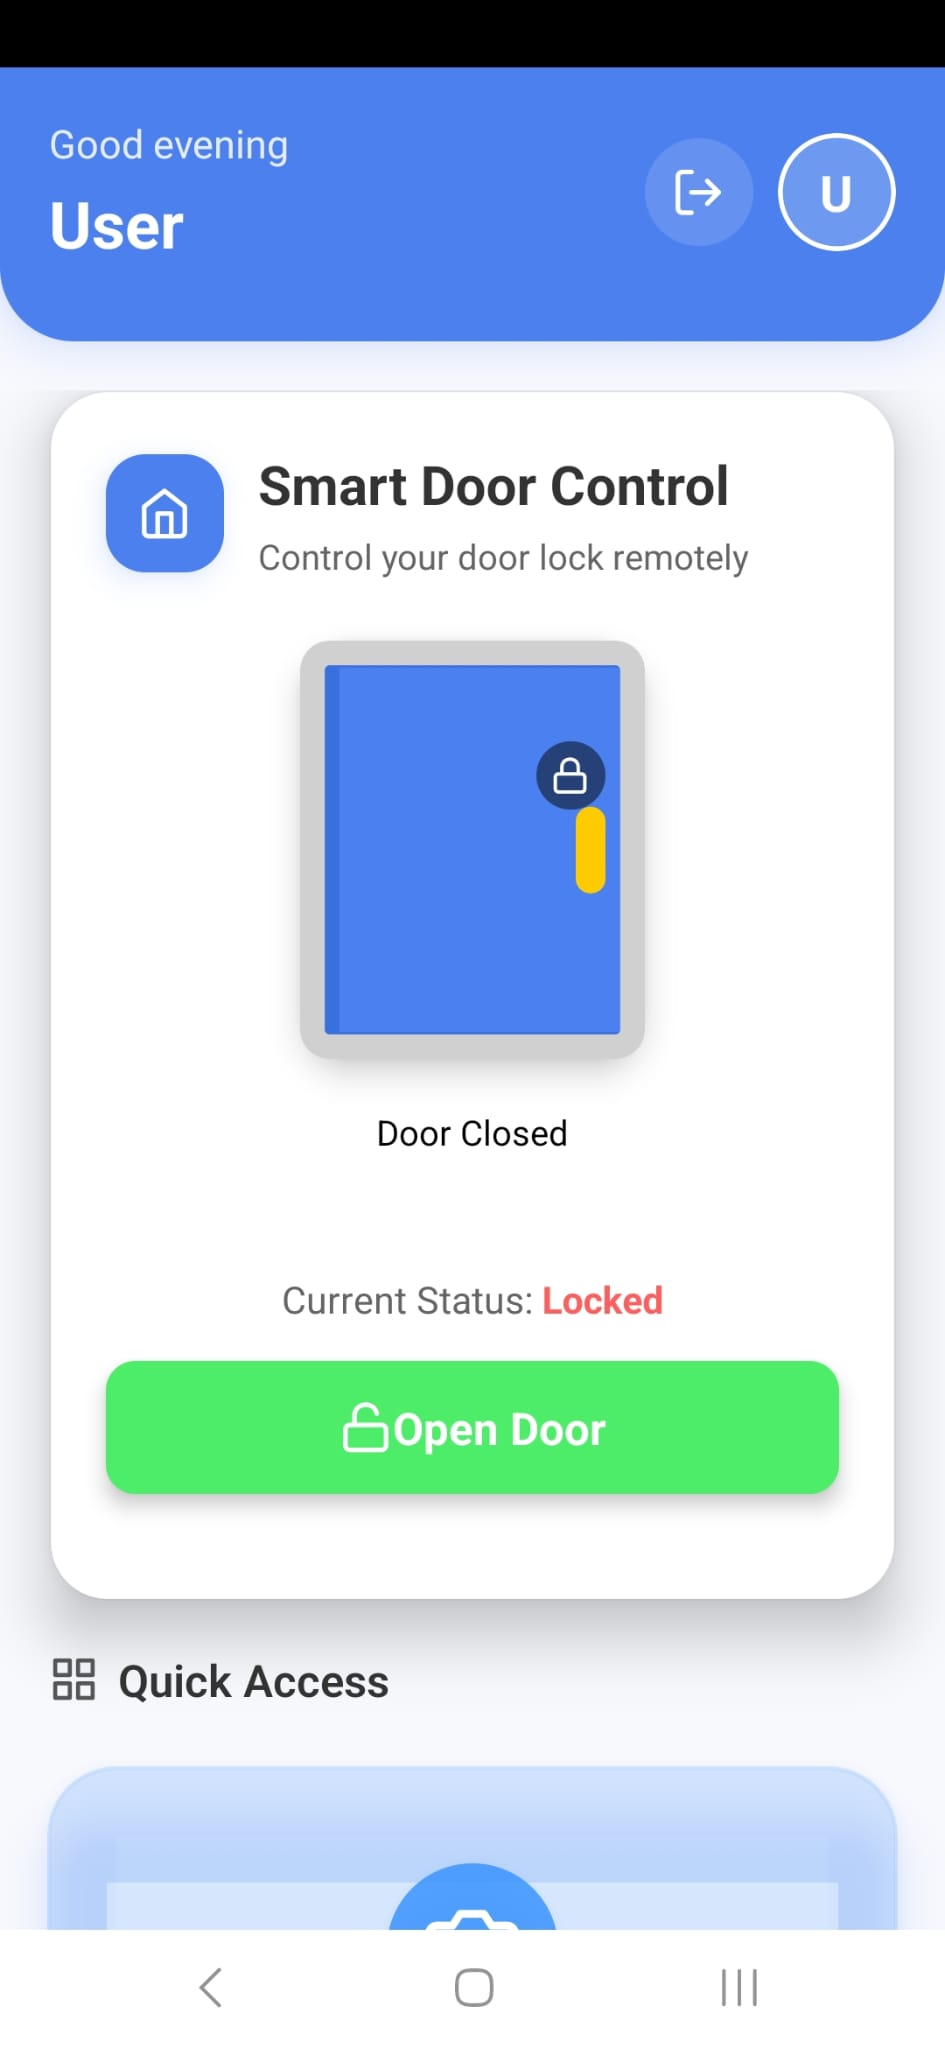 Good evening
User
U
Smart Door Control
Control your door lock remotely
Door Closed
Current Status: Locked
Open Door
Quick Access